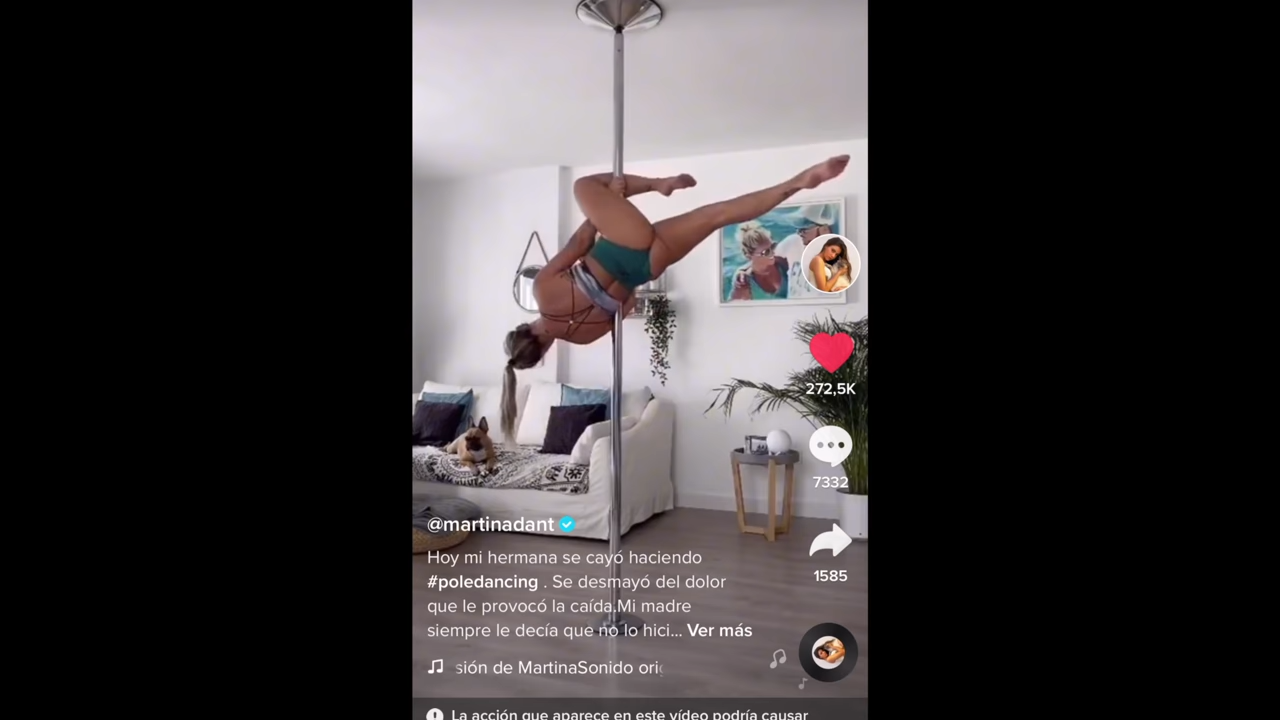 272,5K
7332
1585
@martinadant
Hoy mi hermana se cayó haciendo
#poledancing . Se desmayó del dolor
que le provocó la caída.Mi madre
siempre le decía que no lo hici... Ver más
sión de MartinaSonido ori
La acción que aparece en este vídeo podría causar